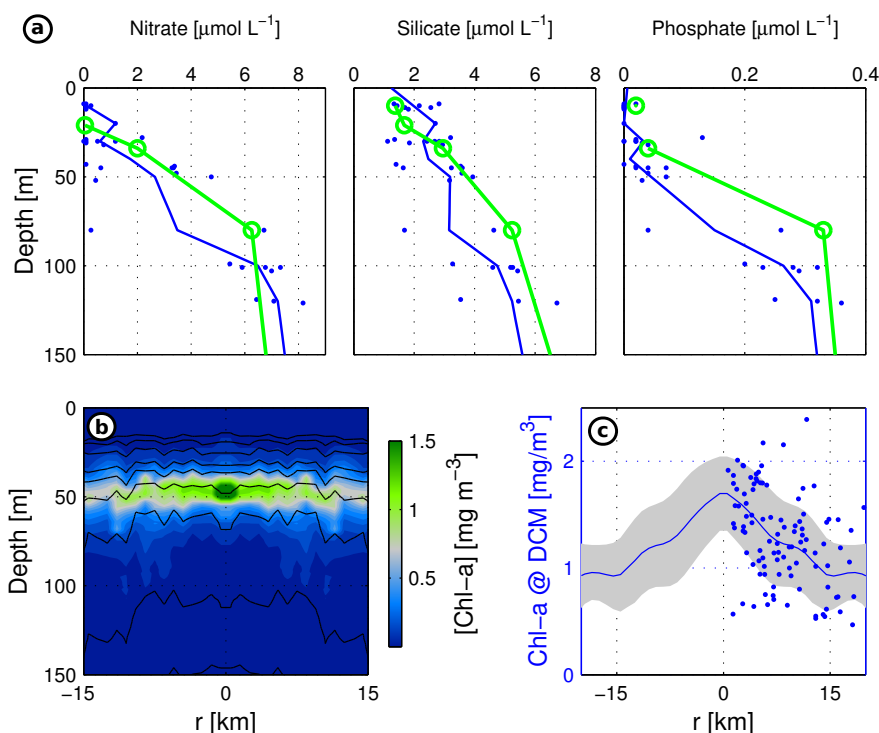 a
Nitrate [μmol L⁻¹]
Silicate [μmol L⁻¹]
Phosphate [μmol L⁻¹]
0 2 4 6 8
0 2 4 6 8
0 0.2 0.4
0
50
100
150
Depth [m]
b
0
50
100
150
Depth [m]
−15 0 15
r [km]
1.5
1
0.5
[Chl−a] [mg m⁻³]
c
2
1
0
Chl−a @ DCM [mg/m³]
−15 0 15
r [km]